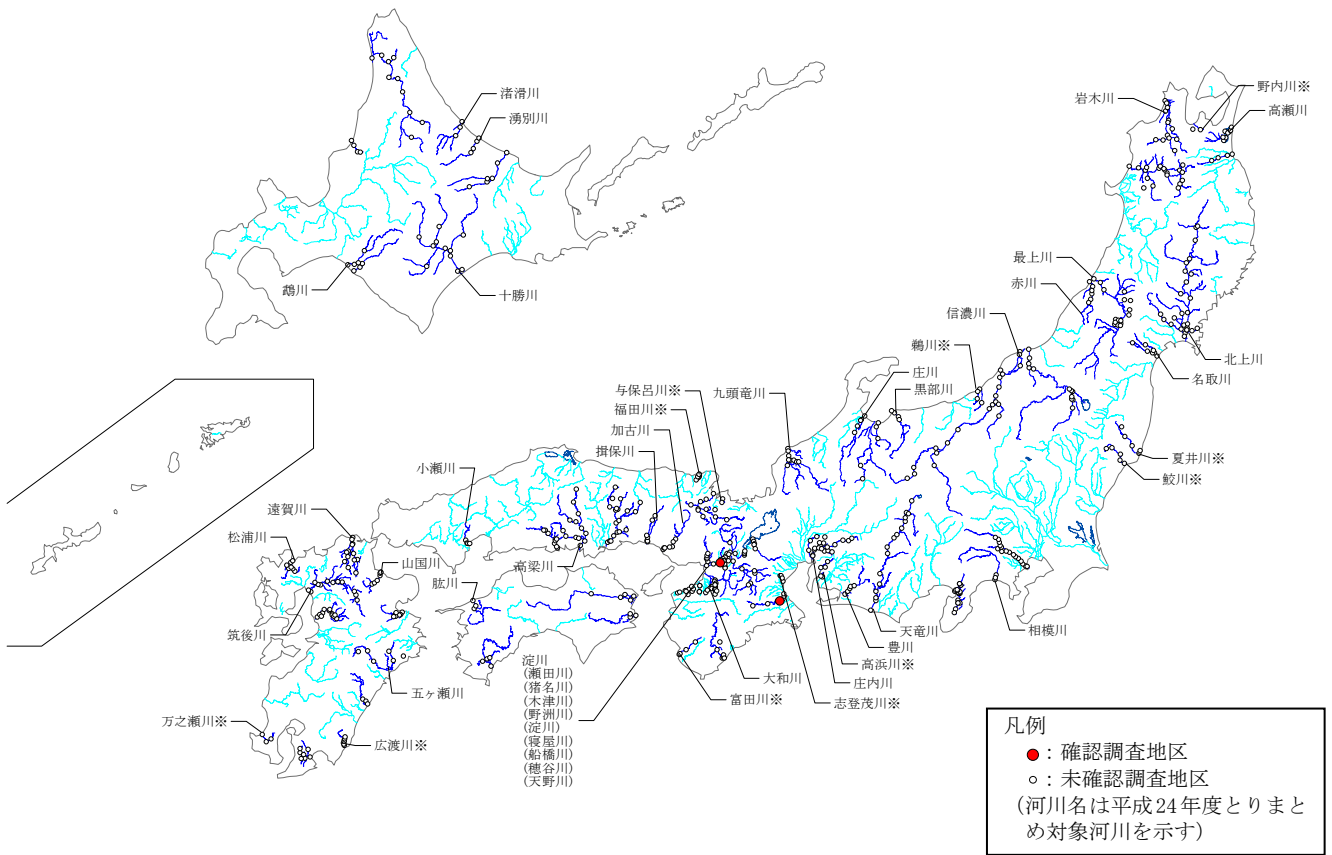 渚滑川
湧別川
鵡川
十勝川
岩木川
野内川※
高瀬川
最上川
赤川
信濃川
鵜川※
庄川
黒部川
九頭竜川
与保呂川※
福田川※
加古川
揖保川
小瀬川
北上川
名取川
夏井川※
鮫川※
遠賀川
松浦川
山国川
筑後川
肱川
高梁川
五ヶ瀬川
万之瀬川※
広渡川※
淀川
(瀬田川)
(猪名川)
(木津川)
(野洲川)
(淀川)
(寝屋川)
(船橋川)
(穂谷川)
(天野川)
大和川
富田川※
志登茂川※
庄内川
高浜川※
豊川
天竜川
相模川
凡例
：確認調査地区
：未確認調査地区
（河川名は平成24年度とりまと
め対象河川を示す）